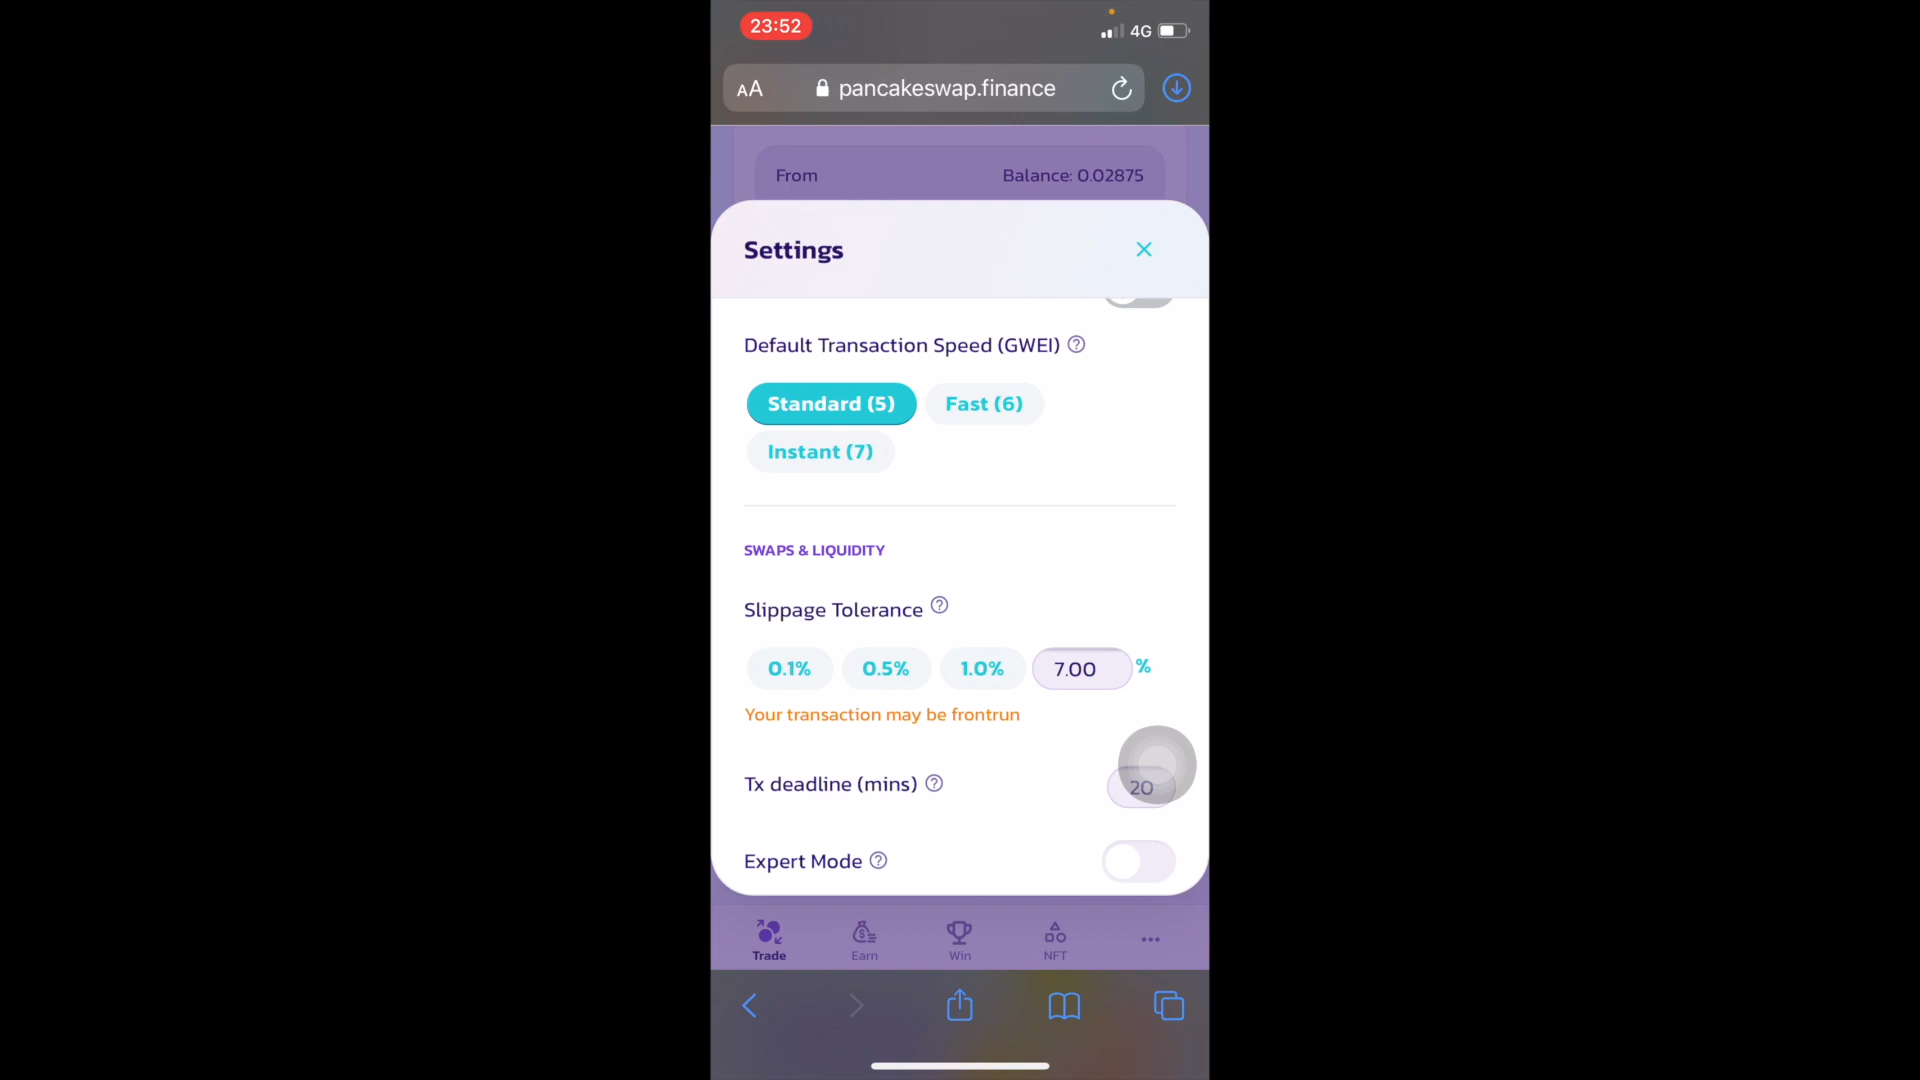 23:52
4G
AA pancakeswap.finance
From Balance: 0.02875
Settings
Default Transaction Speed (GWEI) ?
Standard (5) Fast (6)
Instant (7)
SWAPS & LIQUIDITY
Slippage Tolerance ?
0.1% 0.5% 1.0% 7.00 %
Your transaction may be frontrun
Tx deadline (mins) ? 20
Expert Mode ?
Trade Earn Win NFT